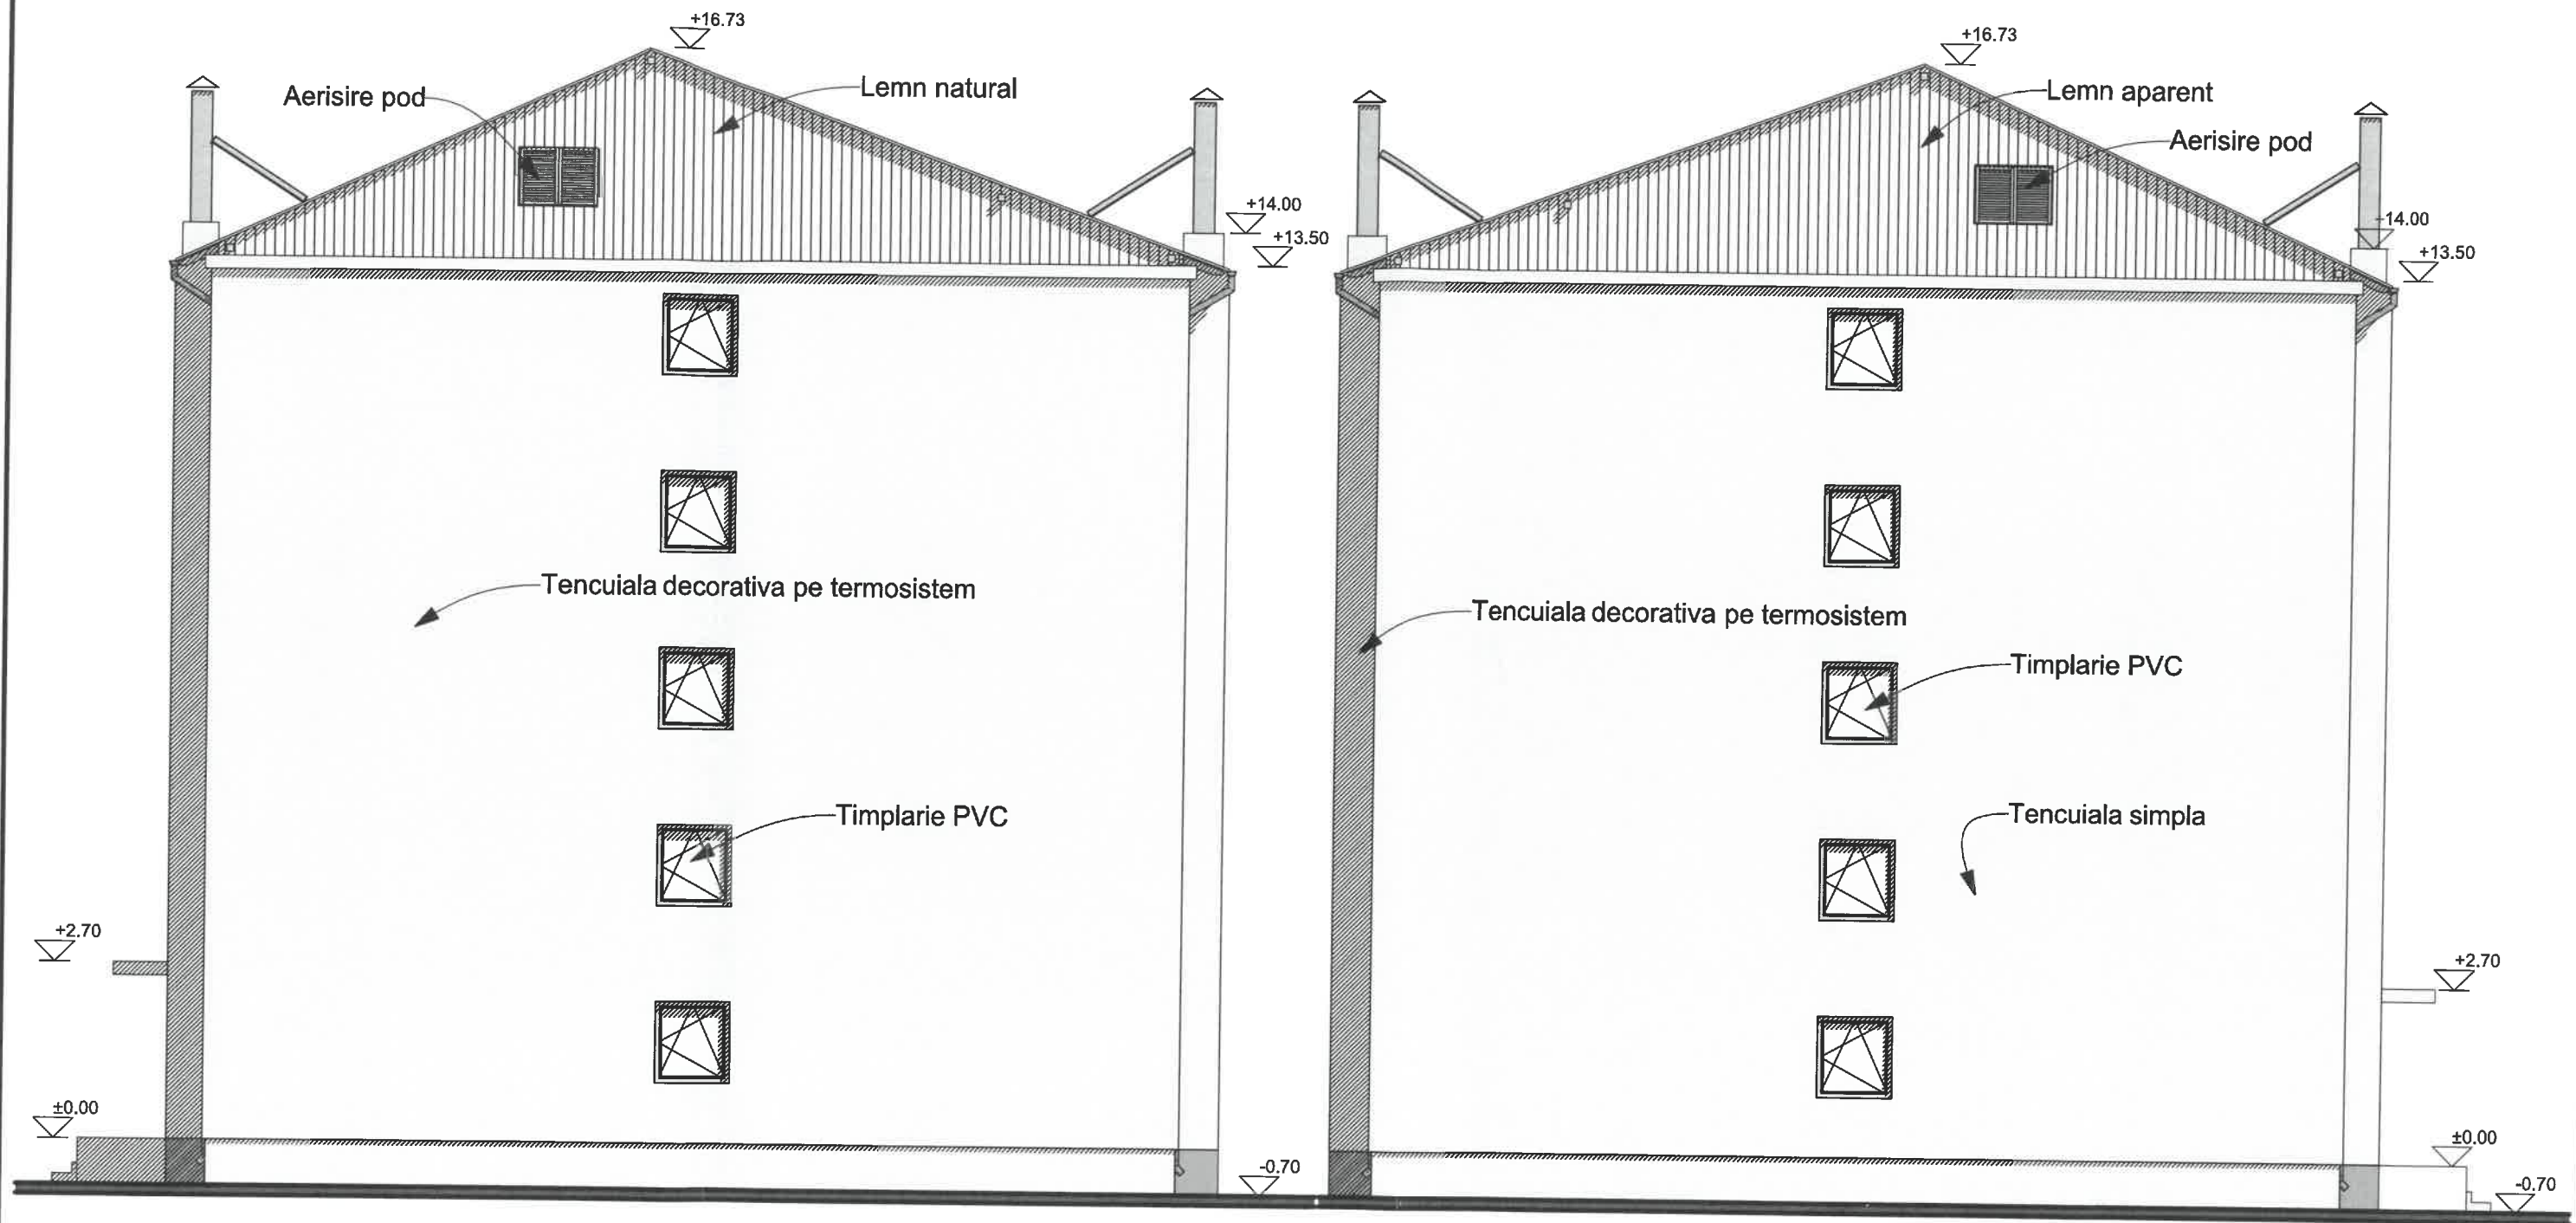 +16.73
Aerisire pod
Lemn natural
+14.00
+13.50
Tencuiala decorativa pe termosistem
Timplarie PVC
+2.70
±0.00
-0.70
+16.73
Lemn aparent
Aerisire pod
+14.00
+13.50
Tencuiala decorativa pe termosistem
Timplarie PVC
Tencuiala simpla
+2.70
±0.00
-0.70